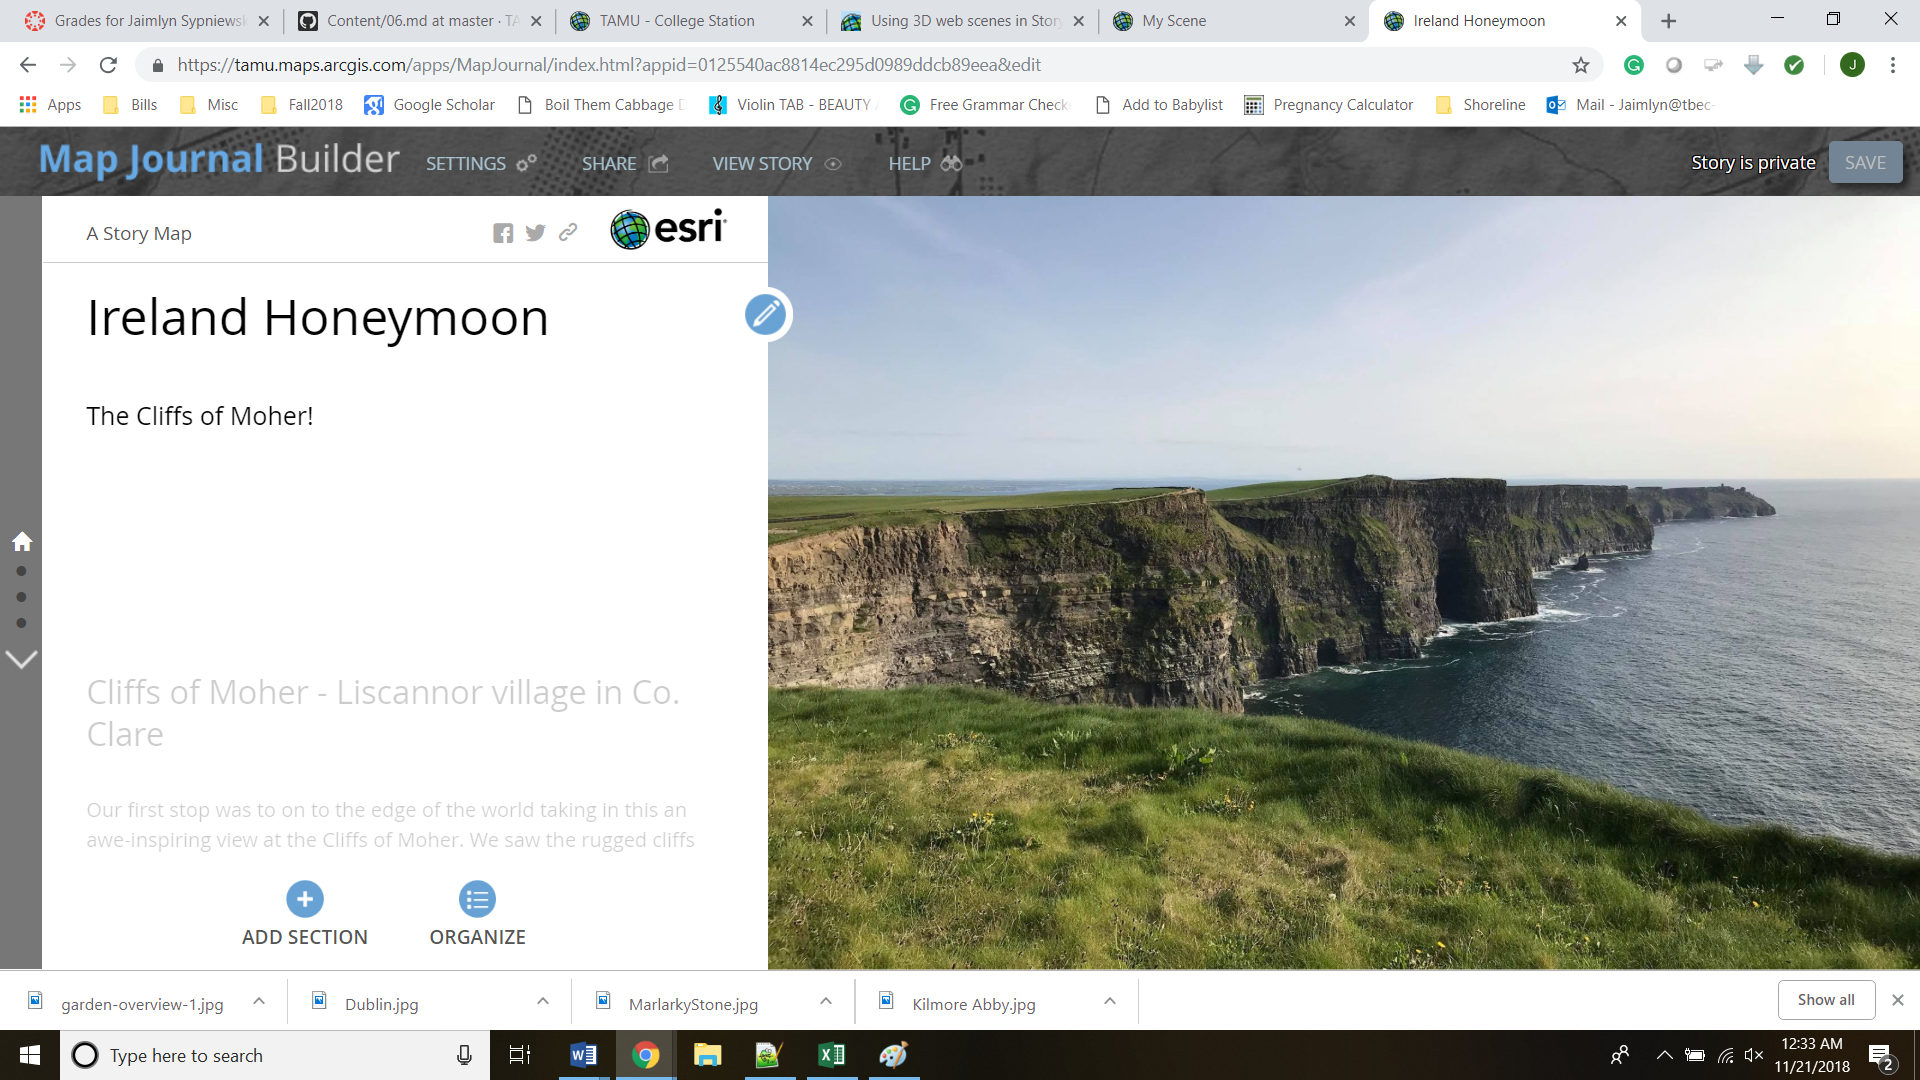 Grades for Jaimlyn Sypniewsk
Content/06.md at master · TA
TAMU - College Station
Using 3D web scenes in Stor
My Scene
Ireland Honeymoon
https://tamu.maps.arcgis.com/apps/MapJournal/index.html?appid=0125540ac8814ec295d0989ddcb89eea&edit
J
Apps
Bills
Misc
Fall2018
Google Scholar
Boil Them Cabbage D
Violin TAB - BEAUTY A
Free Grammar Check
Add to Babylist
Pregnancy Calculator
Shoreline
Mail - Jaimlyn@tbec-
Map Journal Builder
SETTINGS
SHARE
VIEW STORY
HELP
Story is private
SAVE
A Story Map
esri
Ireland Honeymoon
The Cliffs of Moher!
Cliffs of Moher - Liscannor village in Co.
Clare
Our first stop was to on to the edge of the world taking in this an
awe-inspiring view at the Cliffs of Moher. We saw the rugged cliffs
ADD SECTION
ORGANIZE
garden-overview-1.jpg
Dublin.jpg
MarlarkyStone.jpg
Kilmore Abby.jpg
Show all
Type here to search
12:33 AM
11/21/2018
2